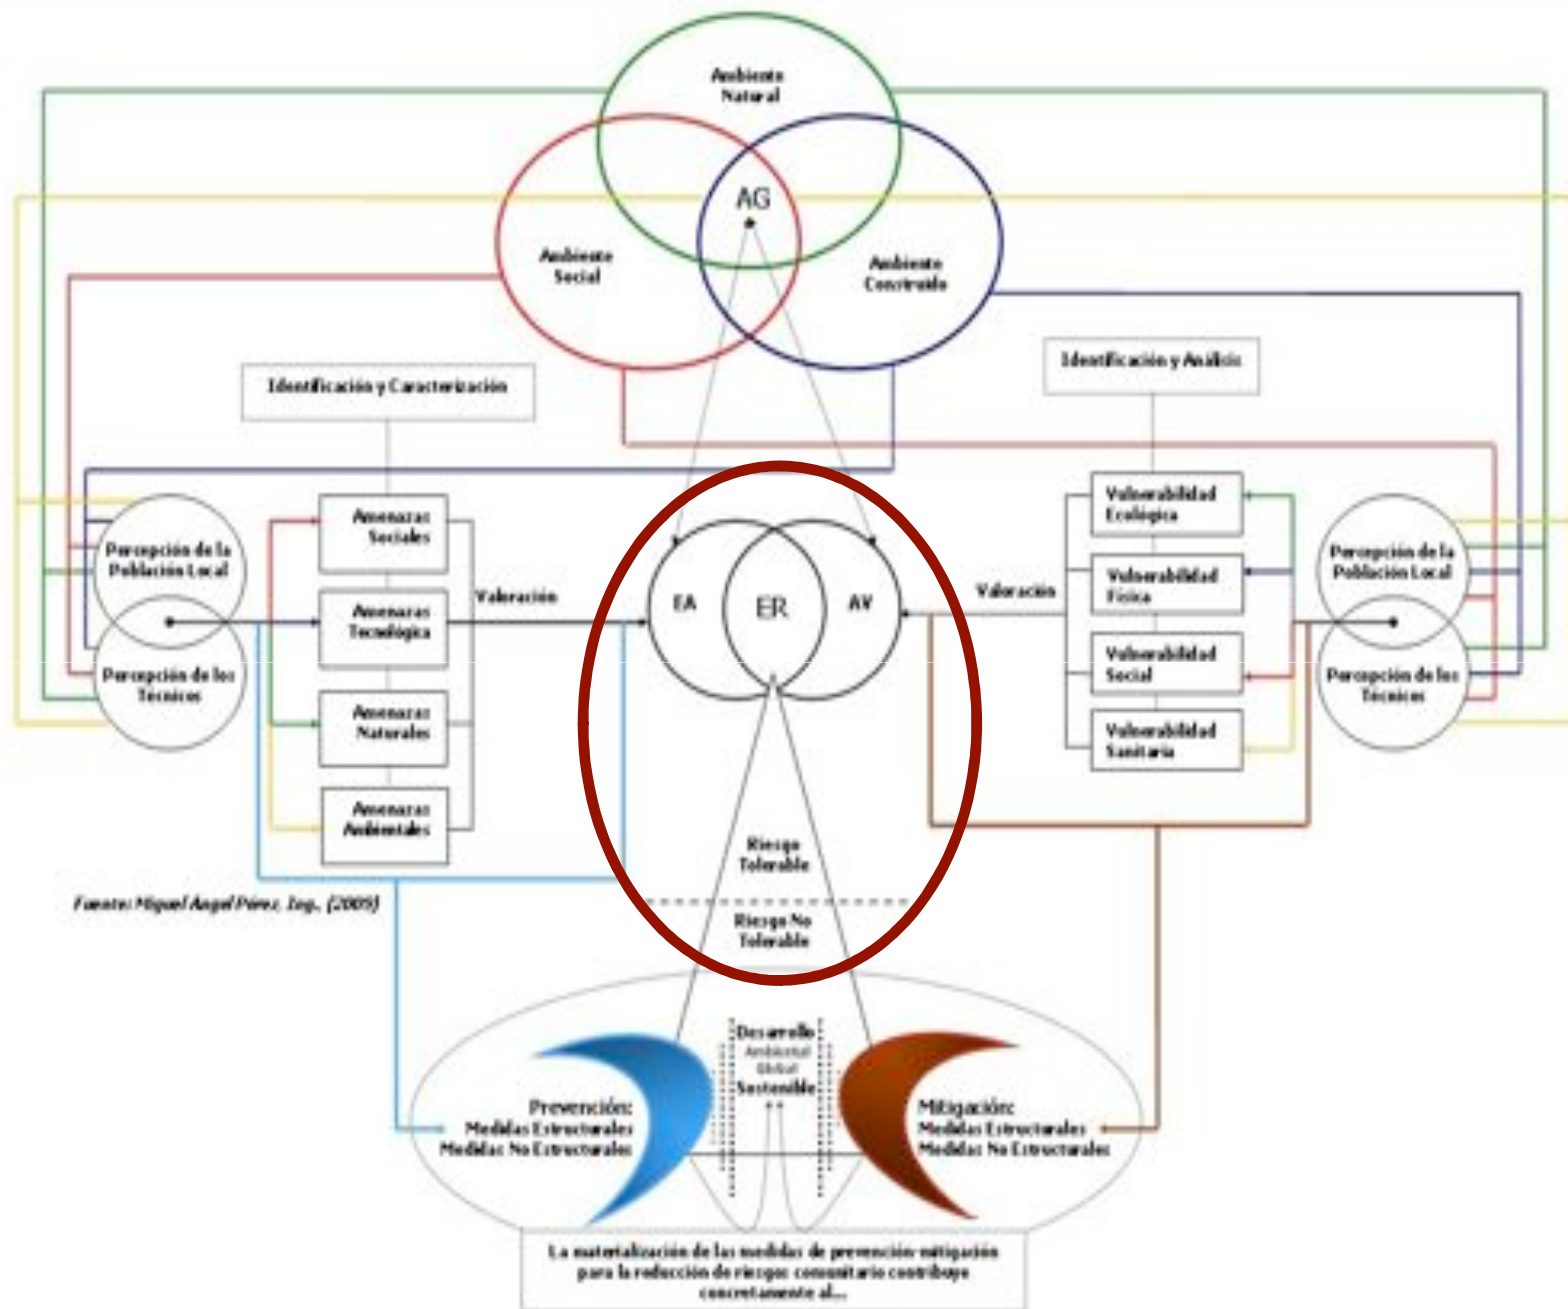 Ambiente
Natural
AG
Ambiente
Social
Ambiente
Construido
Identificación y Caracterización
Identificación y Análisis
Percepción de la
Población Local
Percepción de los
Técnicos
Amenazas
Sociales
Amenazas
Tecnológica
Amenazas
Naturales
Amenazas
Ambientales
Valoración
EA
ER
AV
Valoración
Vulnerabilidad
Ecológica
Vulnerabilidad
Física
Vulnerabilidad
Social
Vulnerabilidad
Sanitaria
Percepción de la
Población Local
Percepción de los
Técnicos
Riesgo
Tolerable
Riesgo No
Tolerable
Fuente: Miguel Ángel Pérez, Ing., (2005)
Desarrollo
Ambiental
Global
Sostenible
Prevención:
Medidas Estructurales
Medidas No Estructurales
Mitigación:
Medidas Estructurales
Medidas No Estructurales
La materialización de las medidas de prevención-mitigación
para la reducción de riesgos comunitario contribuye
concretamente al...